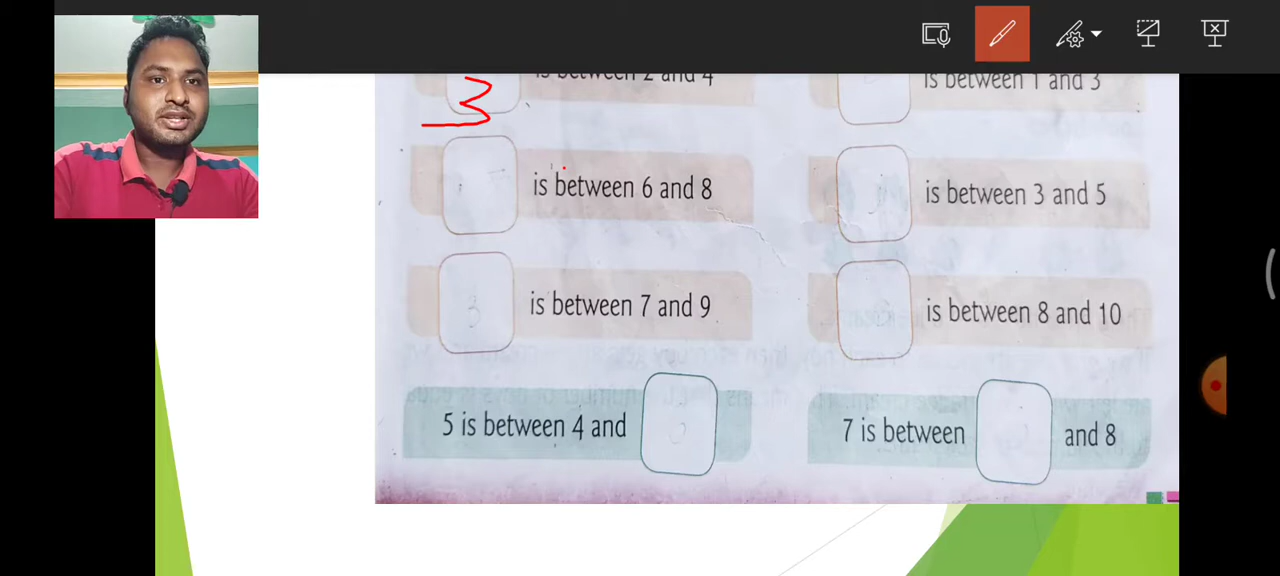 3 is between 2 and 4
is between 1 and 3
is between 6 and 8
is between 3 and 5
is between 7 and 9
is between 8 and 10
5 is between 4 and
7 is between and 8